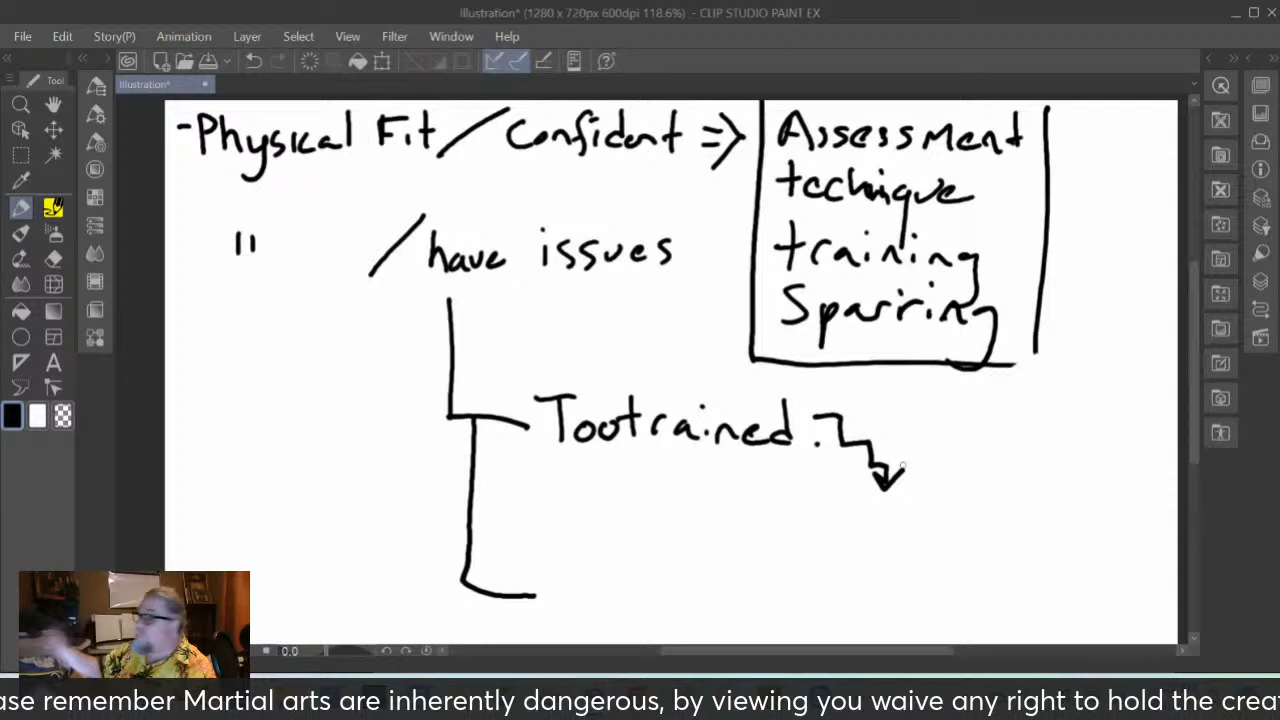 Illustration* (1280 x 720px 600dpi 118.6%) - CLIP STUDIO PAINT EX
File Edit Story(P) Animation Layer Select View Filter Window Help
Tool
Illustration*
-Physical Fit / Confident => Assessment
technique
" / have issues
training
Sparring
Tootrained.
0.0
ase remember Martial arts are inherently dangerous, by viewing you waive any right to hold the crea